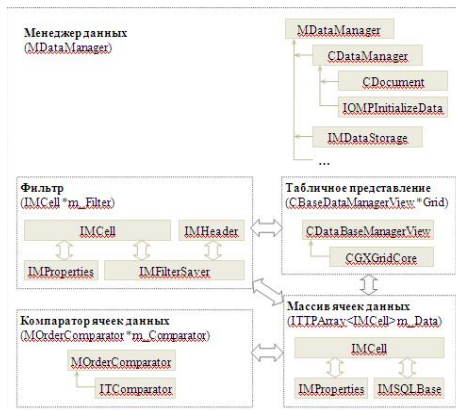 Менеджер данных
(MDataManager)
MDataManager
CDataManager
CDocument
IOMPInitializeData
IMDataStorage
...
Фильтр
(IMCell *m_Filter)
IMCell
IMHeader
IMProperties
IMFilterSaver
Табличное представление
(CBaseDataManagerView *Grid)
CDataBaseManagerView
CGXGridCore
Компаратор ячеек данных
(MOrderComparator *m_Comparator)
MOrderComparator
ITComparator
Массив ячеек данных
(ITTPArray<IMCell> m_Data)
IMCell
IMProperties
IMSQLBase